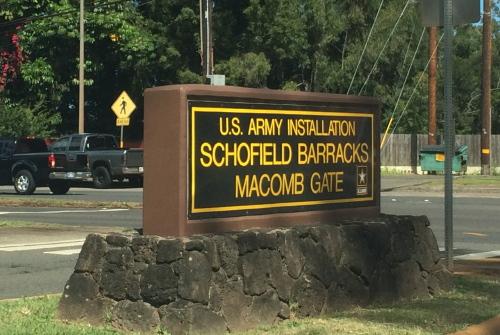 U.S. ARMY INSTALLATION
SCHOFIELD BARRACKS
MACOMB GATE